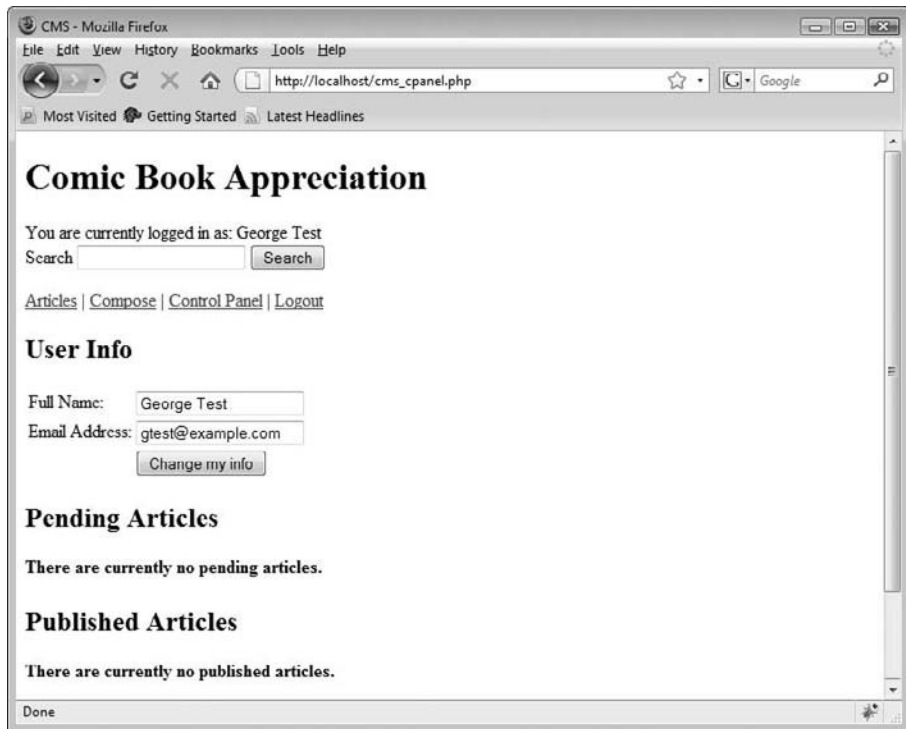 CMS - Mozilla Firefox
File Edit View History Bookmarks Tools Help
http://localhost/cms_cpanel.php
G Google
Most Visited Getting Started Latest Headlines
Comic Book Appreciation
You are currently logged in as: George Test
Search Search
Articles | Compose | Control Panel | Logout
User Info
Full Name: George Test
Email Address: gtest@example.com
Change my info
Pending Articles
There are currently no pending articles.
Published Articles
There are currently no published articles.
Done